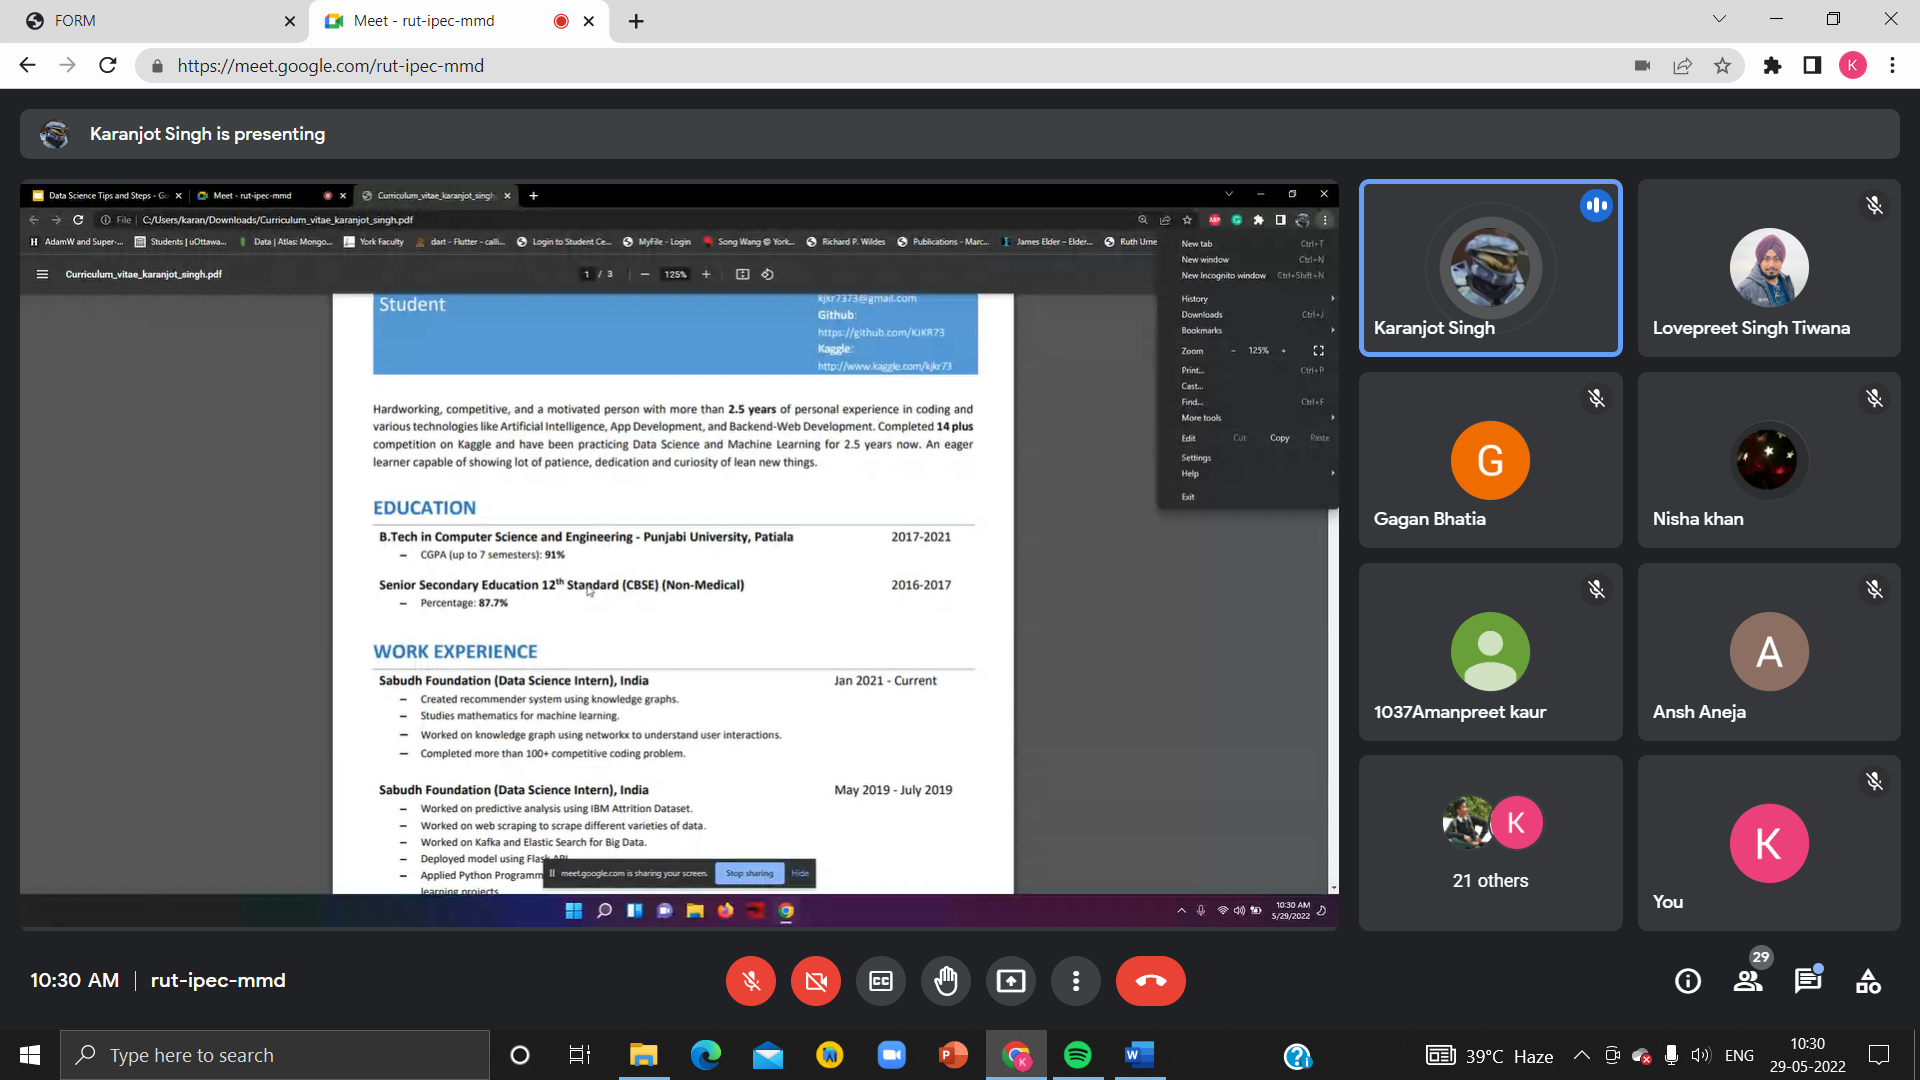 FORM
Meet - rut-ipec-mmd
https://meet.google.com/rut-ipec-mmd
K
Karanjot Singh is presenting
Data Science Tips and Steps - Go
Meet - rut-ipec-mmd
Curriculum_vitae_karanjot_singh
File
C:/Users/karan/Downloads/Curriculum_vitae_karanjot_singh.pdf
ABP
H AdamW and Super-...
Students | uOttawa...
Data | Atlas: Mongo...
York Faculty
dart - Flutter - calli...
Login to Student Ce...
MyFile - Login
Song Wang @ York...
Richard P. Wildes
Publications - Marc...
James Elder – Elder...
Ruth Urne
Curriculum_vitae_karanjot_singh.pdf
1 / 3
125%
New tab Ctrl+T
New window Ctrl+N
New Incognito window Ctrl+Shift+N
History
Downloads Ctrl+J
Bookmarks
Zoom - 125% +
Print... Ctrl+P
Cast...
Find... Ctrl+F
More tools
Edit Cut Copy Paste
Settings
Help
Exit
Student
kjkr7373@gmail.com
Github:
https://github.com/KJKR73
Kaggle:
http://www.kaggle.com/kjkr73
Hardworking, competitive, and a motivated person with more than 2.5 years of personal experience in coding and
various technologies like Artificial Intelligence, App Development, and Backend-Web Development. Completed 14 plus
competition on Kaggle and have been practicing Data Science and Machine Learning for 2.5 years now. An eager
learner capable of showing lot of patience, dedication and curiosity of lean new things.
EDUCATION
B.Tech in Computer Science and Engineering - Punjabi University, Patiala 2017-2021
– CGPA (up to 7 semesters): 91%
Senior Secondary Education 12th Standard (CBSE) (Non-Medical) 2016-2017
– Percentage: 87.7%
WORK EXPERIENCE
Sabudh Foundation (Data Science Intern), India Jan 2021 - Current
– Created recommender system using knowledge graphs.
– Studies mathematics for machine learning.
– Worked on knowledge graph using networkx to understand user interactions.
– Completed more than 100+ competitive coding problem.
Sabudh Foundation (Data Science Intern), India May 2019 - July 2019
– Worked on predictive analysis using IBM Attrition Dataset.
– Worked on web scraping to scrape different varieties of data.
– Worked on Kafka and Elastic Search for Big Data.
– Deployed model using Flask API
– Applied Python Programm
learning projects
meet.google.com is sharing your screen.
Stop sharing
Hide
10:30 AM
5/29/2022
Karanjot Singh
Lovepreet Singh Tiwana
G
Gagan Bhatia
Nisha khan
1037Amanpreet kaur
A
Ansh Aneja
K
21 others
K
You
10:30 AM | rut-ipec-mmd
CC
29
Type here to search
P
K
W
39°C Haze
ENG
10:30
29-05-2022